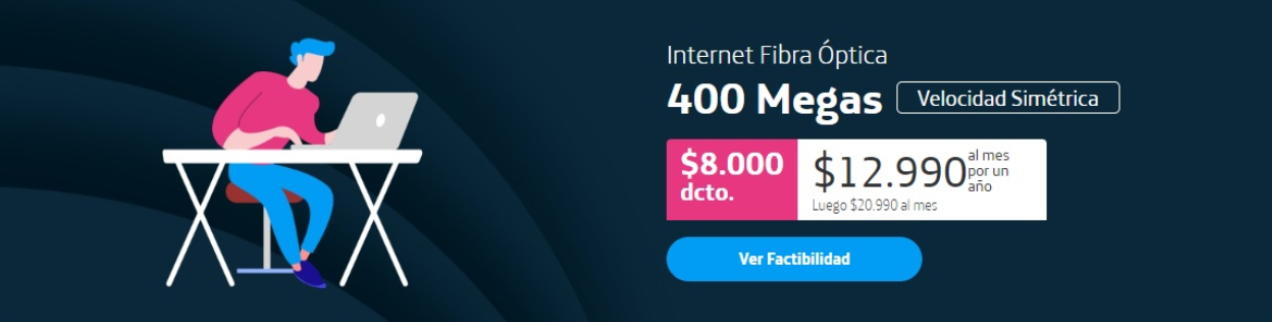 Internet Fibra Óptica
400 Megas
Velocidad Simétrica
$8.000
dcto.
$12.990
al mes
por un
año
Luego $20.990 al mes
Ver Factibilidad